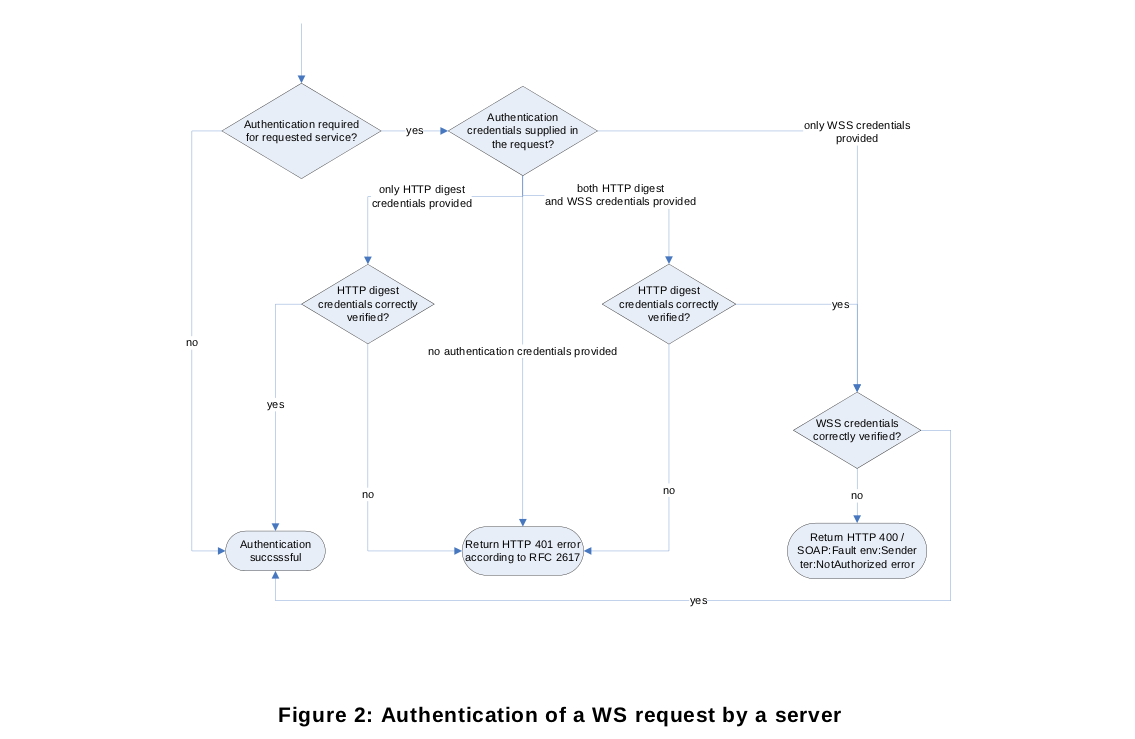 Authentication required
for requested service?
yes
Authentication
credentials supplied in
the request?
only WSS credentials
provided
only HTTP digest
credentials provided
both HTTP digest
and WSS credentials provided
HTTP digest
credentials correctly
verified?
HTTP digest
credentials correctly
verified?
yes
no
no authentication credentials provided
yes
WSS credentials
correctly verified?
no
no
no
Authentication
succsssful
Return HTTP 401 error
according to RFC 2617
Return HTTP 400 /
SOAP:Fault env:Sender
ter:NotAuthorized error
yes
Figure 2: Authentication of a WS request by a server